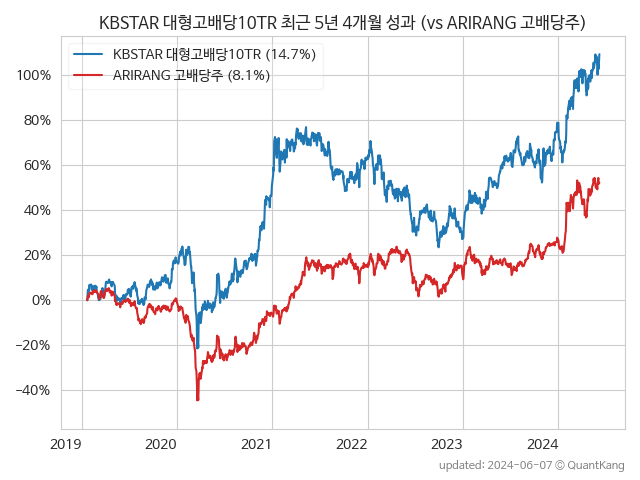 KBSTAR 대형고배당10TR 최근 5년 4개월 성과 (vs ARIRANG 고배당주)
KBSTAR 대형고배당10TR (14.7%)
ARIRANG 고배당주 (8.1%)
100%
80%
60%
40%
20%
0%
−20%
−40%
2019 2020 2021 2022 2023 2024
updated: 2024-06-07 © QuantKang